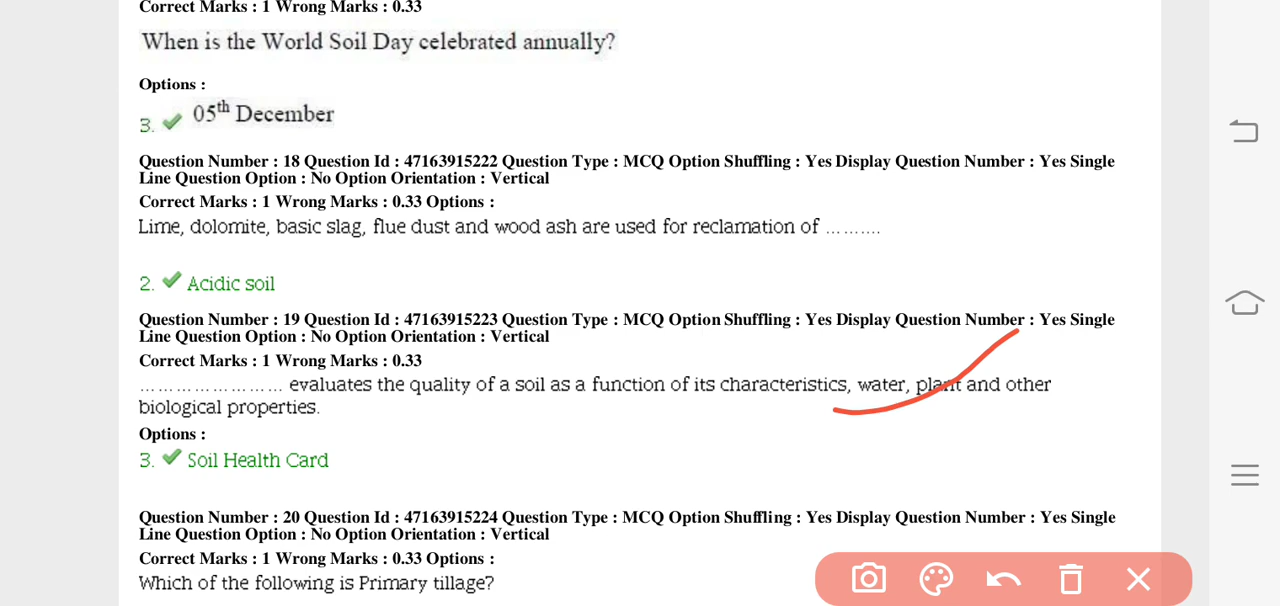 Correct Marks : 1 Wrong Marks : 0.33
When is the World Soil Day celebrated annually?
Options :
3. 05th December
Question Number : 18 Question Id : 47163915222 Question Type : MCQ Option Shuffling : Yes Display Question Number : Yes Single
Line Question Option : No Option Orientation : Vertical
Correct Marks : 1 Wrong Marks : 0.33 Options :
Lime, dolomite, basic slag, flue dust and wood ash are used for reclamation of .........
2. Acidic soil
Question Number : 19 Question Id : 47163915223 Question Type : MCQ Option Shuffling : Yes Display Question Number : Yes Single
Line Question Option : No Option Orientation : Vertical
Correct Marks : 1 Wrong Marks : 0.33
........................ evaluates the quality of a soil as a function of its characteristics, water, plant and other
biological properties.
Options :
3. Soil Health Card
Question Number : 20 Question Id : 47163915224 Question Type : MCQ Option Shuffling : Yes Display Question Number : Yes Single
Line Question Option : No Option Orientation : Vertical
Correct Marks : 1 Wrong Marks : 0.33 Options :
Which of the following is Primary tillage?